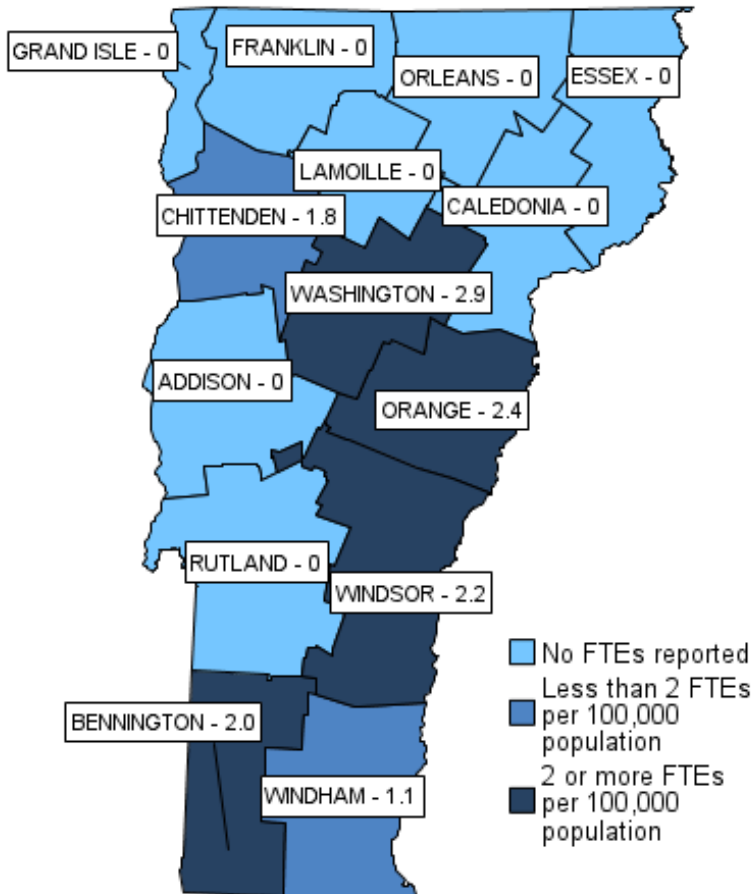 GRAND ISLE - 0
FRANKLIN - 0
ORLEANS - 0
ESSEX - 0
LAMOILLE - 0
CHITTENDEN - 1.8
CALEDONIA - 0
WASHINGTON - 2.9
ADDISON - 0
ORANGE - 2.4
RUTLAND - 0
WINDSOR - 2.2
BENNINGTON - 2.0
WINDHAM - 1.1
No FTEs reported
Less than 2 FTEs
per 100,000
population
2 or more FTEs
per 100,000
population